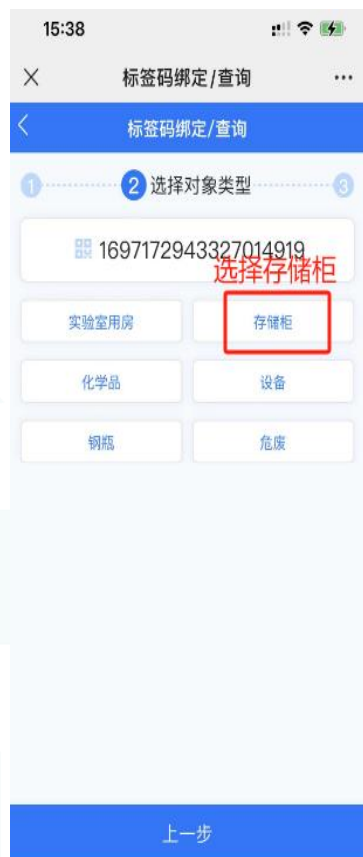 15:38
标签码绑定/查询
标签码绑定/查询
1 2 选择对象类型 3
1697172943327014919
选择存储柜
实验室用房 存储柜
化学品 设备
钢瓶 危废
上一步